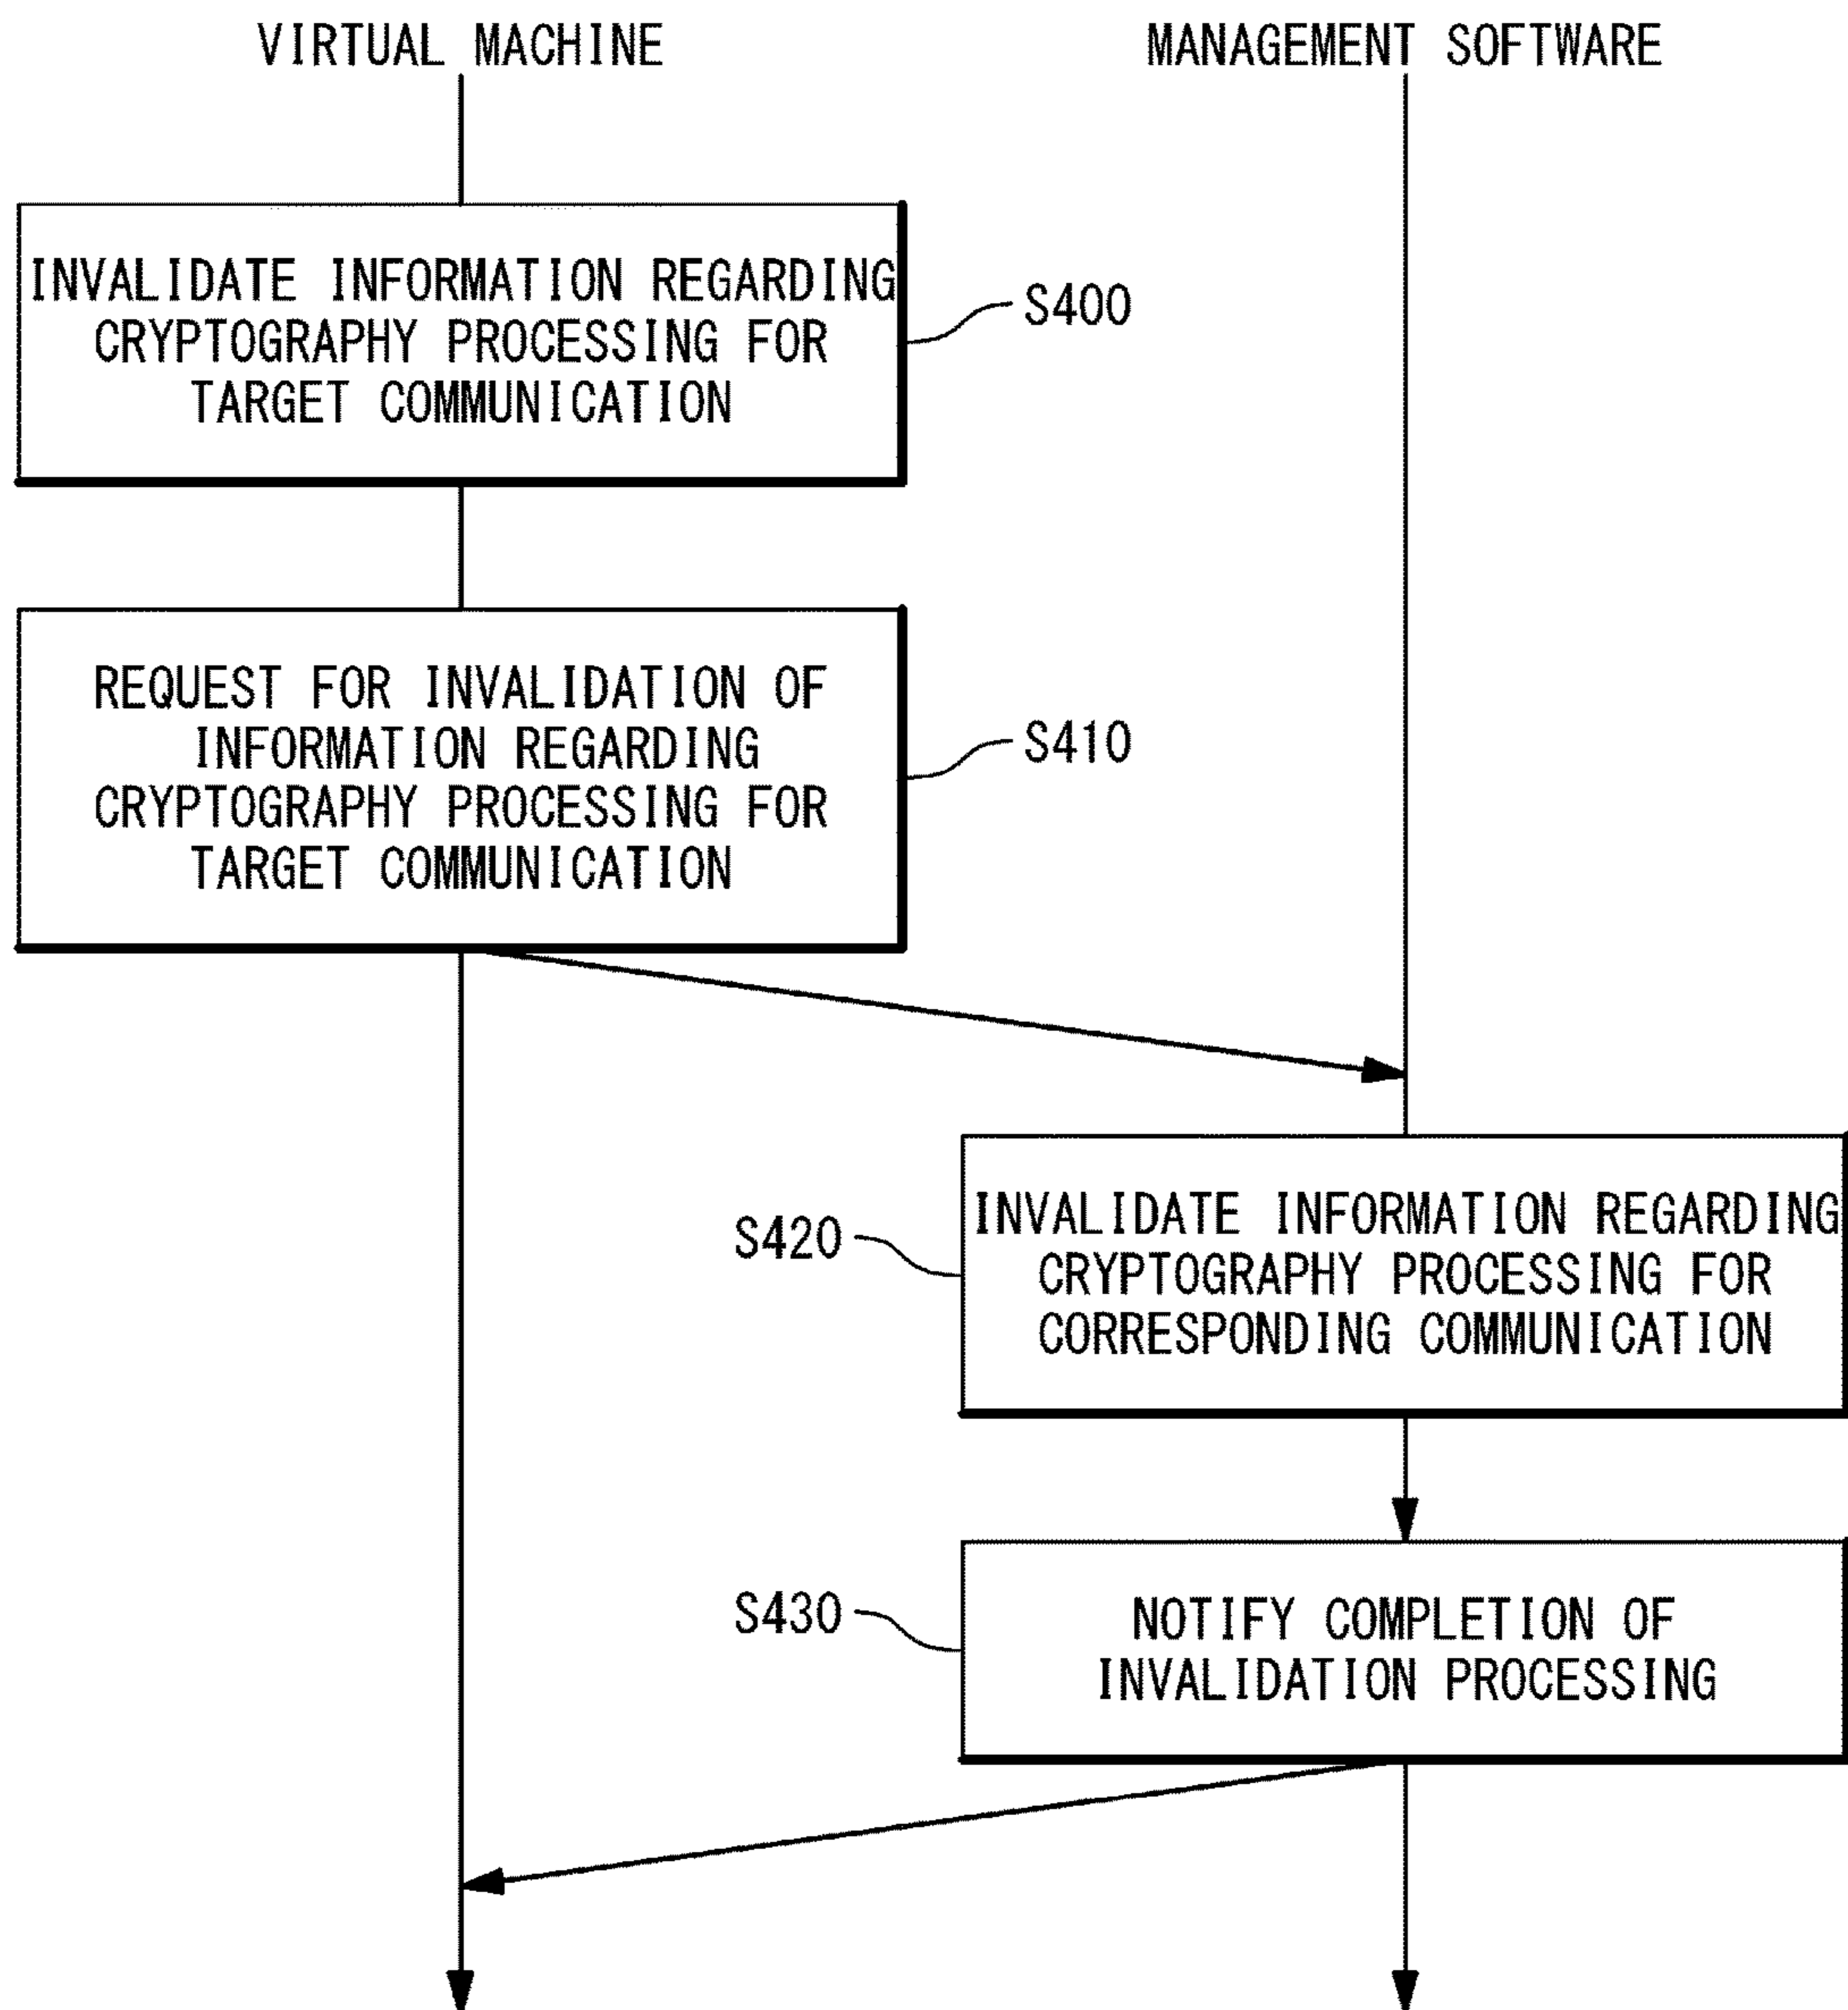 VIRTUAL MACHINE
MANAGEMENT SOFTWARE
INVALIDATE INFORMATION REGARDING
CRYPTOGRAPHY PROCESSING FOR
TARGET COMMUNICATION
S400
REQUEST FOR INVALIDATION OF
INFORMATION REGARDING
CRYPTOGRAPHY PROCESSING FOR
TARGET COMMUNICATION
S410
S420
INVALIDATE INFORMATION REGARDING
CRYPTOGRAPHY PROCESSING FOR
CORRESPONDING COMMUNICATION
S430
NOTIFY COMPLETION OF
INVALIDATION PROCESSING